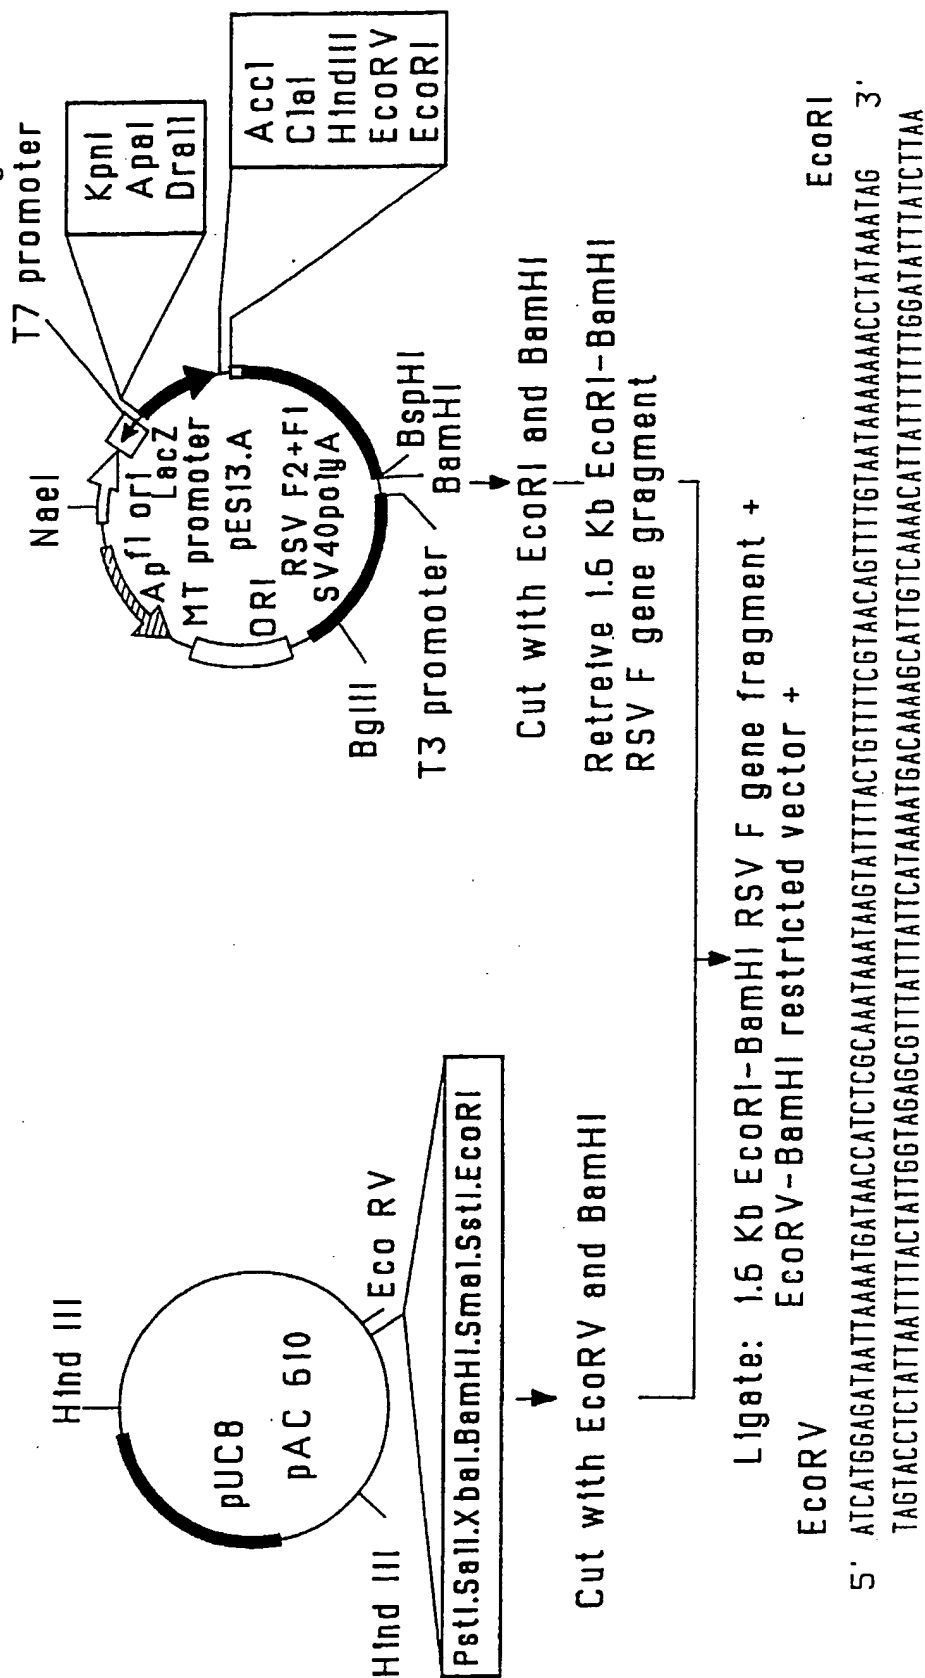 Hind III
pUC8
pAC 610
Eco RV
Hind III
PstI.SalI.XbaI.BamHI.SmaI.SstI.EcoRI
Cut with EcoRV and BamHI
T7 promoter
KpnI
ApaI
DraII
NaeI
Ap
f1 ori
LacZ
MT promoter
pES13.A
ORI
RSV F2+F1
SV40polyA
AccI
ClaI
HindIII
EcoRV
EcoRI
BspHI
BamHI
BglII
T3 promoter
Cut with EcoRI and BamHI
Retreive 1.6 Kb EcoRI-BamHI
RSV F gene gragment
Ligate: 1.6 Kb EcoRI-BamHI RSV F gene fragment +
EcoRV-BamHI restricted vector +
EcoRV EcoRI
5' ATCATGGAGATAATTAAAATGATAACCATCTCGCAAATAAATAAGTATTTTACTGTTTTCGTAACAGTTTTGTAATAAAAAAACCTATAAATAG 3'
TAGTACCTCTATTAATTTTACTATTGGTAGAGCGTTTATTTATTCATAAAATGACAAAAGCATTGTCAAAACATTATTTTTTTGGATATTTATCTTAA